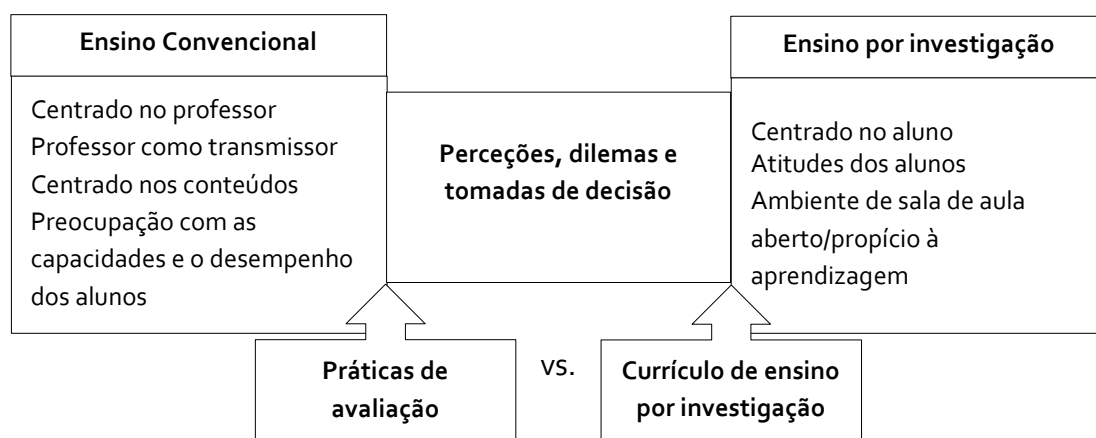 Ensino Convencional
Centrado no professor
Professor como transmissor
Centrado nos conteúdos
Preocupação com as
capacidades e o desempenho
dos alunos
Perceções, dilemas e
tomadas de decisão
Ensino por investigação
Centrado no aluno
Atitudes dos alunos
Ambiente de sala de aula
aberto/propício à
aprendizagem
Práticas de
avaliação
vs.
Currículo de ensino
por investigação